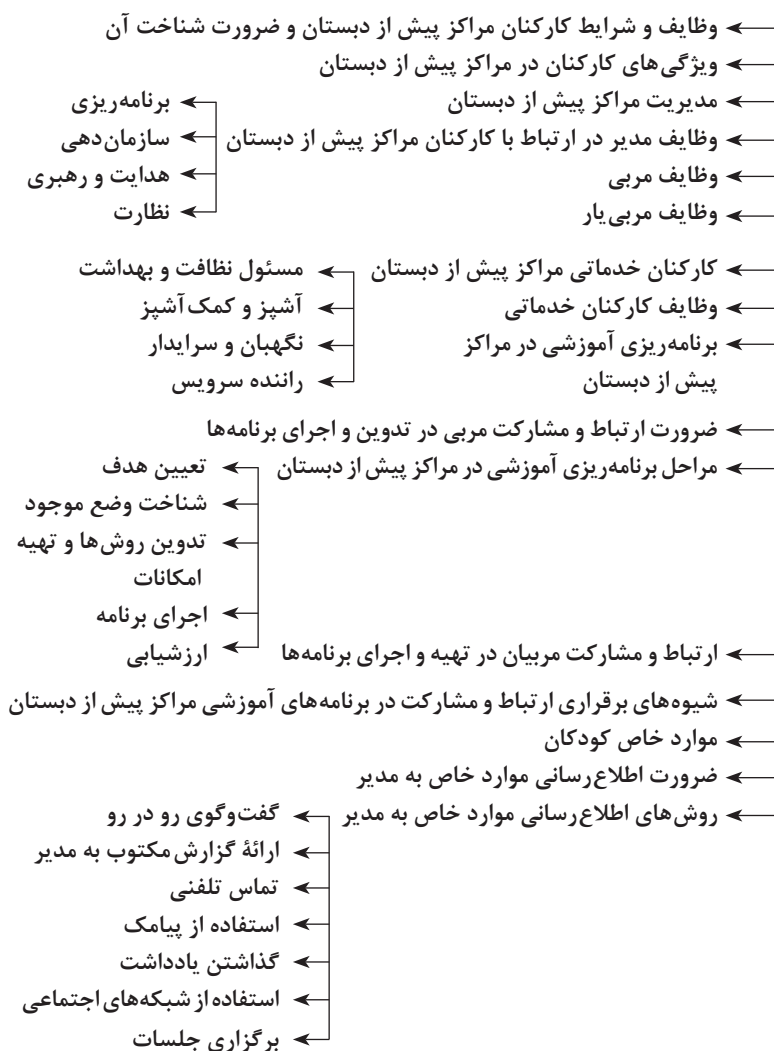 وظایف و شرایط کارکنان مراکز پیش از دبستان و ضرورت شناخت آن
ویژگی‌های کارکنان در مراکز پیش از دبستان
مدیریت مراکز پیش از دبستان
وظایف مدیر در ارتباط با کارکنان مراکز پیش از دبستان
برنامه‌ریزی
سازمان‌دهی
هدایت و رهبری
نظارت
وظایف مربی
وظایف مربی‌یار
کارکنان خدماتی مراکز پیش از دبستان
مسئول نظافت و بهداشت
آشپز و کمک‌آشپز
نگهبان و سرایدار
راننده سرویس
وظایف کارکنان خدماتی
برنامه‌ریزی آموزشی در مراکز
پیش از دبستان
ضرورت ارتباط و مشارکت مربی در تدوین و اجرای برنامه‌ها
مراحل برنامه‌ریزی آموزشی در مراکز پیش از دبستان
تعیین هدف
شناخت وضع موجود
تدوین روش‌ها و تهیه
امکانات
اجرای برنامه
ارزشیابی
ارتباط و مشارکت مربیان در تهیه و اجرای برنامه‌ها
شیوه‌های برقراری ارتباط و مشارکت در برنامه‌های آموزشی مراکز پیش از دبستان
موارد خاص کودکان
ضرورت اطلاع‌رسانی موارد خاص به مدیر
روش‌های اطلاع‌رسانی موارد خاص به مدیر
گفت‌وگوی رو در رو
ارائهٔ گزارش مکتوب به مدیر
تماس تلفنی
استفاده از پیامک
گذاشتن یادداشت
استفاده از شبکه‌های اجتماعی
برگزاری جلسات